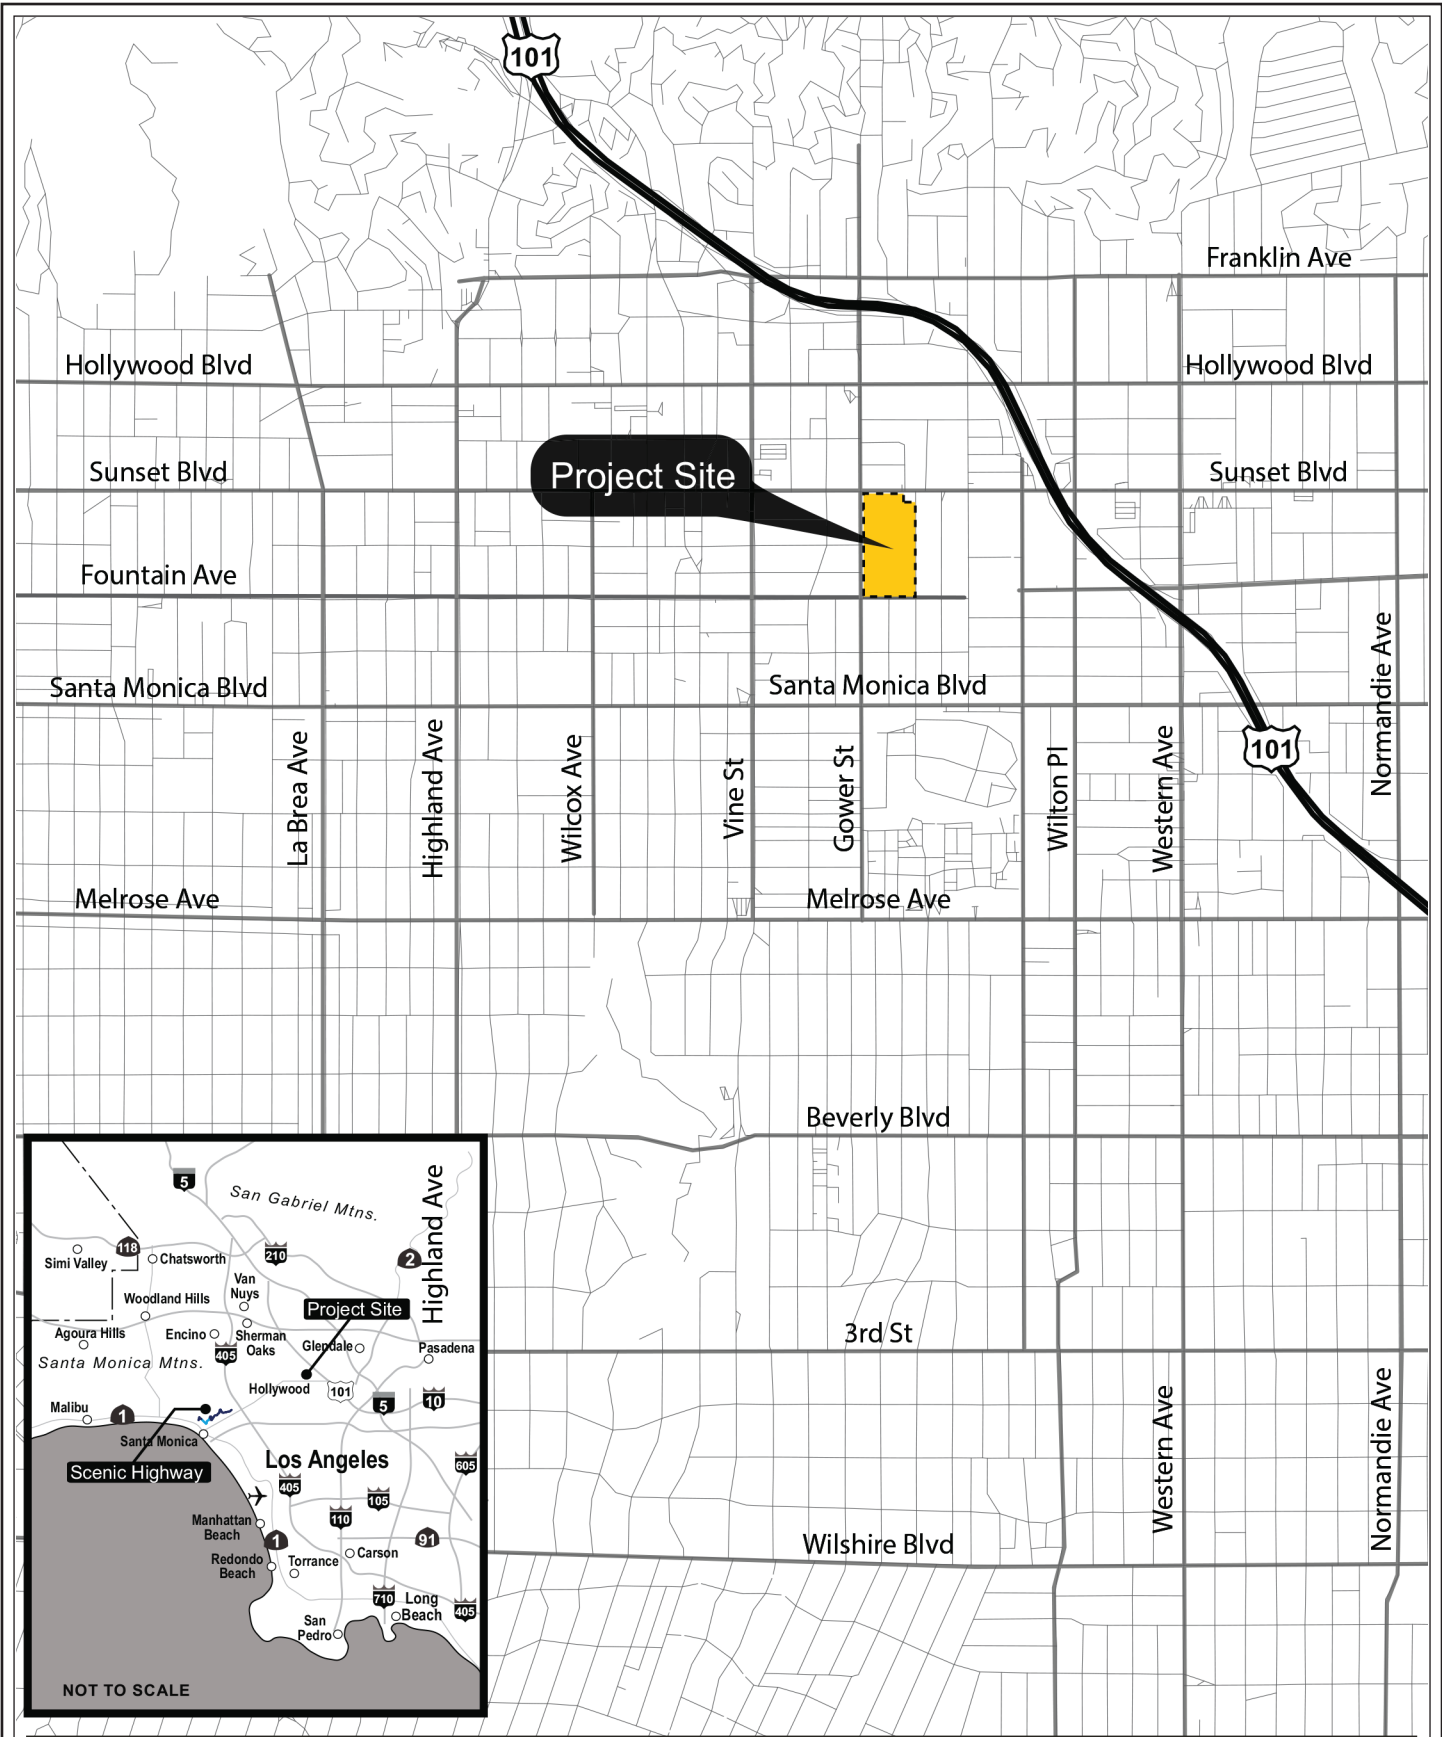 101
Franklin Ave
Hollywood Blvd
Hollywood Blvd
Sunset Blvd
Project Site
Sunset Blvd
Fountain Ave
Santa Monica Blvd
Santa Monica Blvd
Normandie Ave
101
La Brea Ave
Highland Ave
Wilcox Ave
Vine St
Gower St
Wilton Pl
Western Ave
Melrose Ave
Melrose Ave
Beverly Blvd
Highland Ave
3rd St
Western Ave
Normandie Ave
Wilshire Blvd
5
San Gabriel Mtns.
118
Simi Valley
Chatsworth
210
2
Van
Nuys
Woodland Hills
Project Site
Agoura Hills
Encino
Sherman
Oaks
Glendale
Pasadena
405
Santa Monica Mtns.
Hollywood
101
5
10
Malibu
1
Santa Monica
Los Angeles
Scenic Highway
605
405
105
110
Manhattan
Beach
1
91
Redondo
Beach
Torrance
Carson
710
Long
Beach
405
San
Pedro
NOT TO SCALE